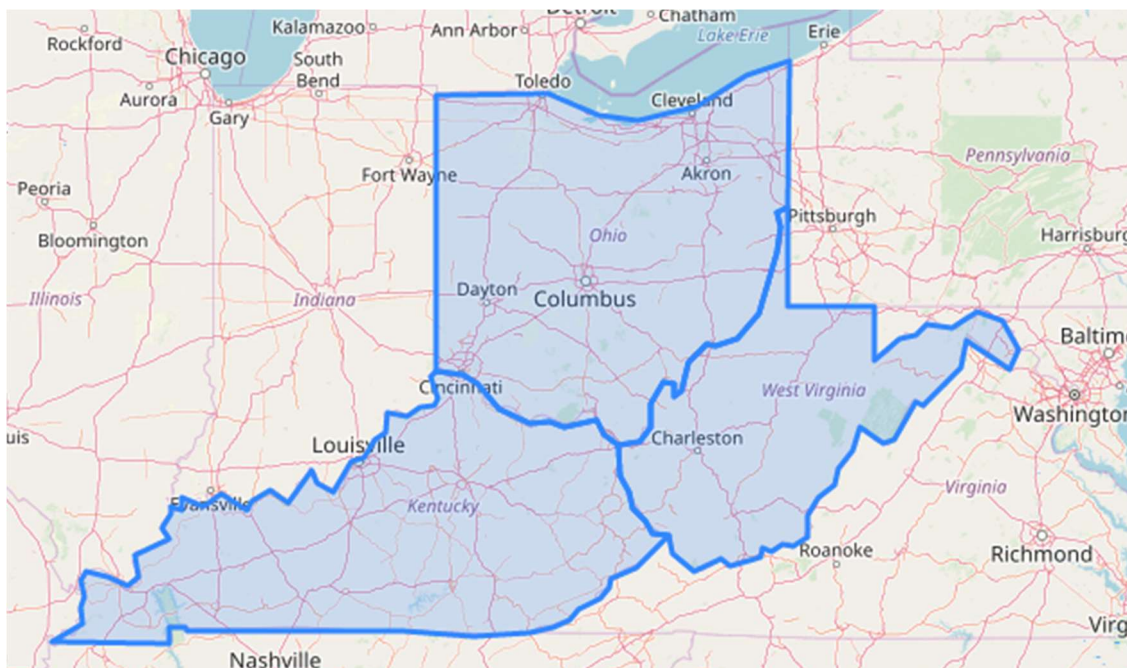 Detroit
Chatham
Rockford
Kalamazoo
Ann Arbor
Lake Erie
Erie
Chicago
South
Bend
Toledo
Cleveland
Aurora
Gary
Pennsylvania
Fort Wayne
Akron
Peoria
Bloomington
Pittsburgh
Ohio
Harrisburg
Illinois
Indiana
Dayton
Columbus
Baltim
Cincinnati
West Virginia
Washington
uis
Louisville
Charleston
Evansville
Kentucky
Virginia
Roanoke
Richmond
Virg
Nashville